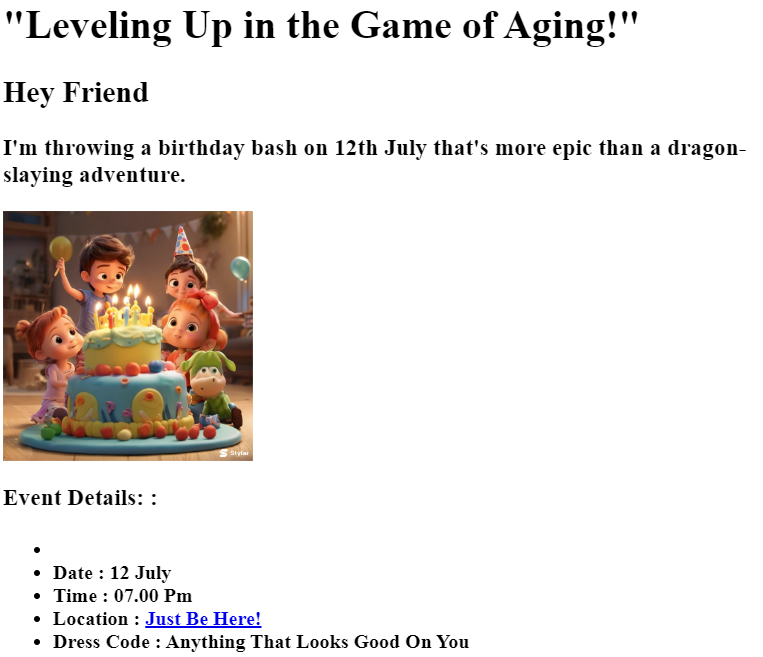 "Leveling Up in the Game of Aging!"
Hey Friend
I'm throwing a birthday bash on 12th July that's more epic than a dragon-
slaying adventure.
Styler
Event Details: :
Date : 12 July
Time : 07.00 Pm
Location : Just Be Here!
Dress Code : Anything That Looks Good On You